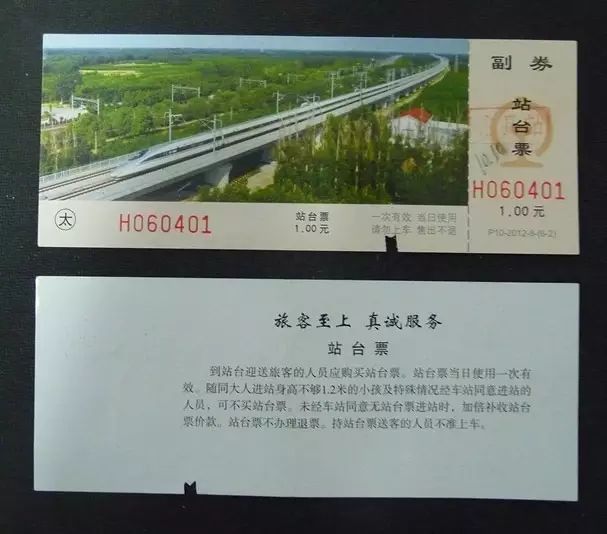 副券
站台票
10.10
H060401
1.00元
P10-2012-8-(6-2)
太
H060401
站台票
1.00元
一次有效 当日使用
请勿上车 售出不退
旅客至上 真诚服务
站台票
到站台迎送旅客的人员应购买站台票。站台票当日使用一次有
效。随同大人进站身高不够1.2米的小孩及特殊情况经车站同意进站的
人员，可不买站台票。未经车站同意无站台票进站时，加倍补收站台
票价款。站台票不办理退票。持站台票送客的人员不准上车。